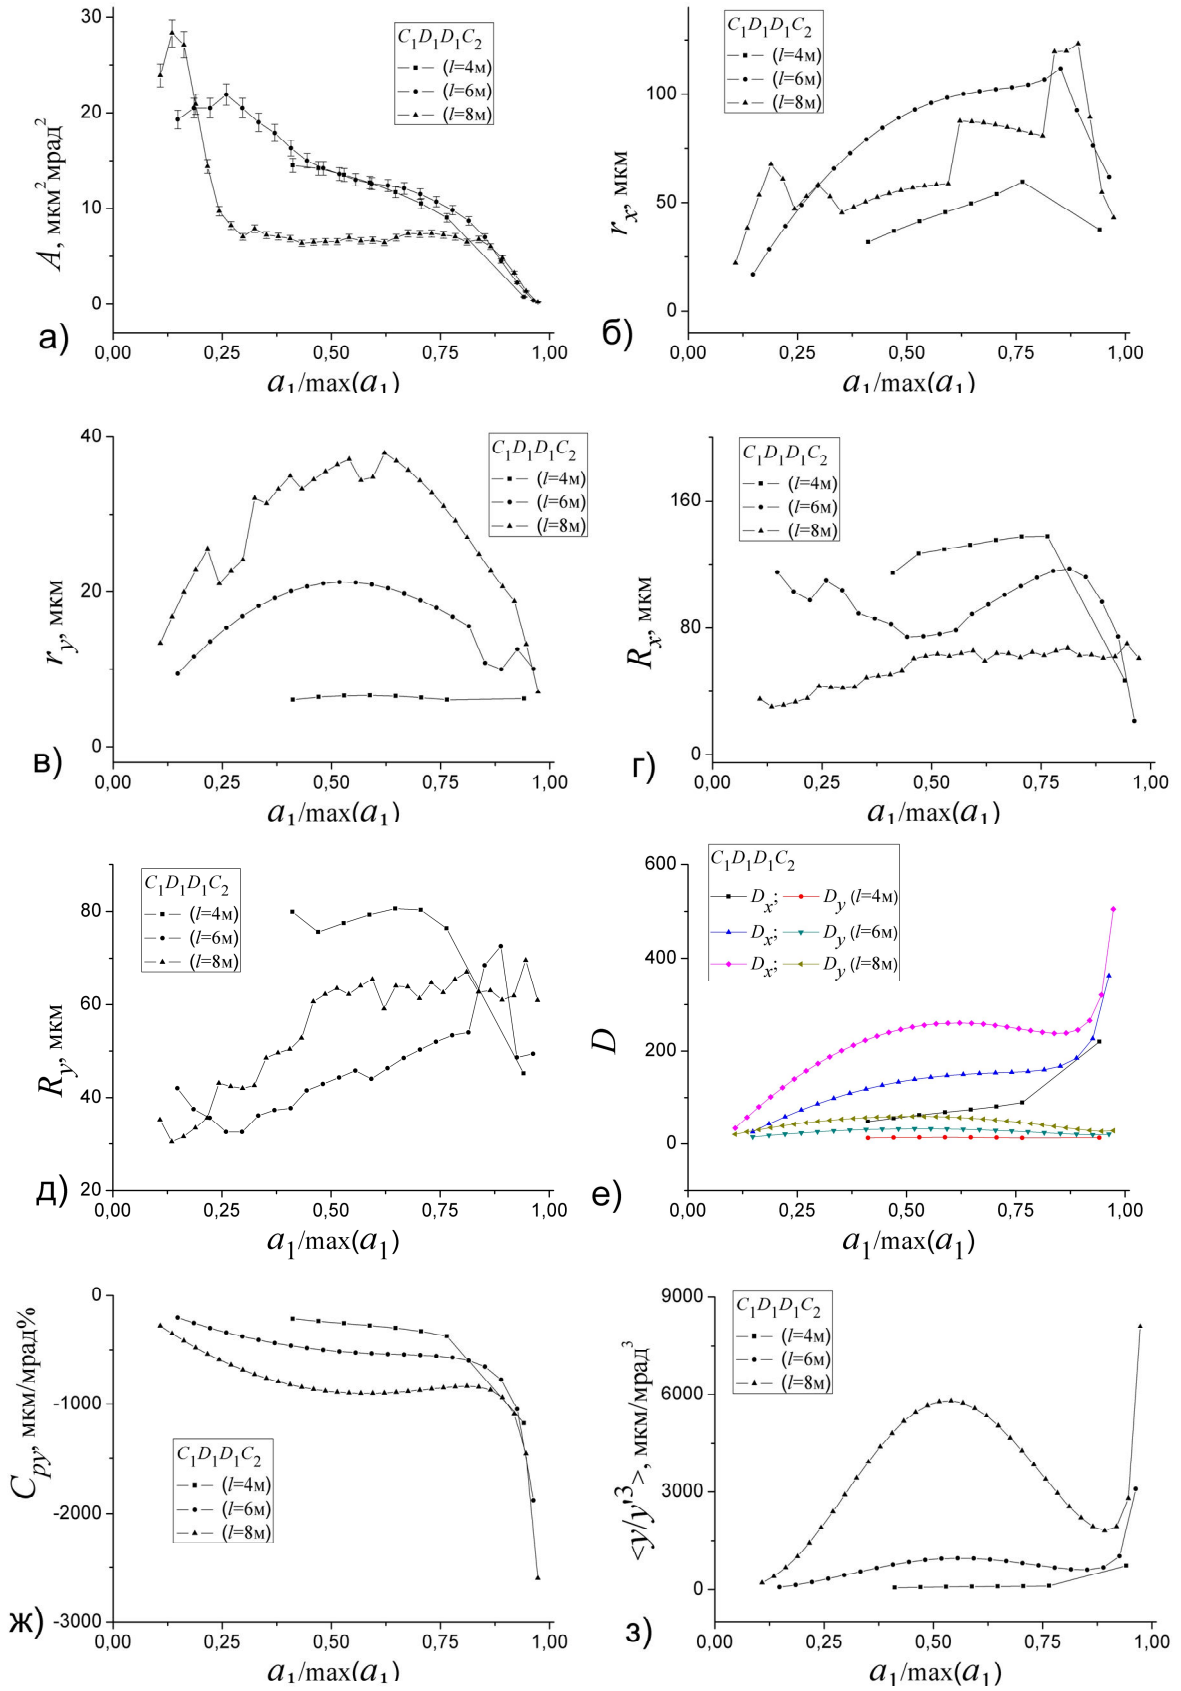 30
20
10
0
A, мкм²мрад²
C₁D₁D₁C₂
(l=4м)
(l=6м)
(l=8м)
а)
0,00 0,25 0,50 0,75 1,00
a₁/max(a₁)
100
50
0
rₓ, мкм
C₁D₁D₁C₂
(l=4м)
(l=6м)
(l=8м)
б)
0,00 0,25 0,50 0,75 1,00
a₁/max(a₁)
40
20
0
r_y, мкм
C₁D₁D₁C₂
(l=4м)
(l=6м)
(l=8м)
в)
0,00 0,25 0,50 0,75 1,00
a₁/max(a₁)
160
80
0
Rₓ, мкм
C₁D₁D₁C₂
(l=4м)
(l=6м)
(l=8м)
г)
0,00 0,25 0,50 0,75 1,00
a₁/max(a₁)
80
60
40
20
R_y, мкм
C₁D₁D₁C₂
(l=4м)
(l=6м)
(l=8м)
д)
0,00 0,25 0,50 0,75 1,00
a₁/max(a₁)
600
400
200
0
D
C₁D₁D₁C₂
Dₓ; D_y (l=4м)
Dₓ; D_y (l=6м)
Dₓ; D_y (l=8м)
е)
0,00 0,25 0,50 0,75 1,00
a₁/max(a₁)
0
-1000
-2000
-3000
C_py, мкм/мрад%
C₁D₁D₁C₂
(l=4м)
(l=6м)
(l=8м)
ж)
0,00 0,25 0,50 0,75 1,00
a₁/max(a₁)
9000
6000
3000
0
<y/y'³>, мкм/мрад³
C₁D₁D₁C₂
(l=4м)
(l=6м)
(l=8м)
з)
0,00 0,25 0,50 0,75 1,00
a₁/max(a₁)